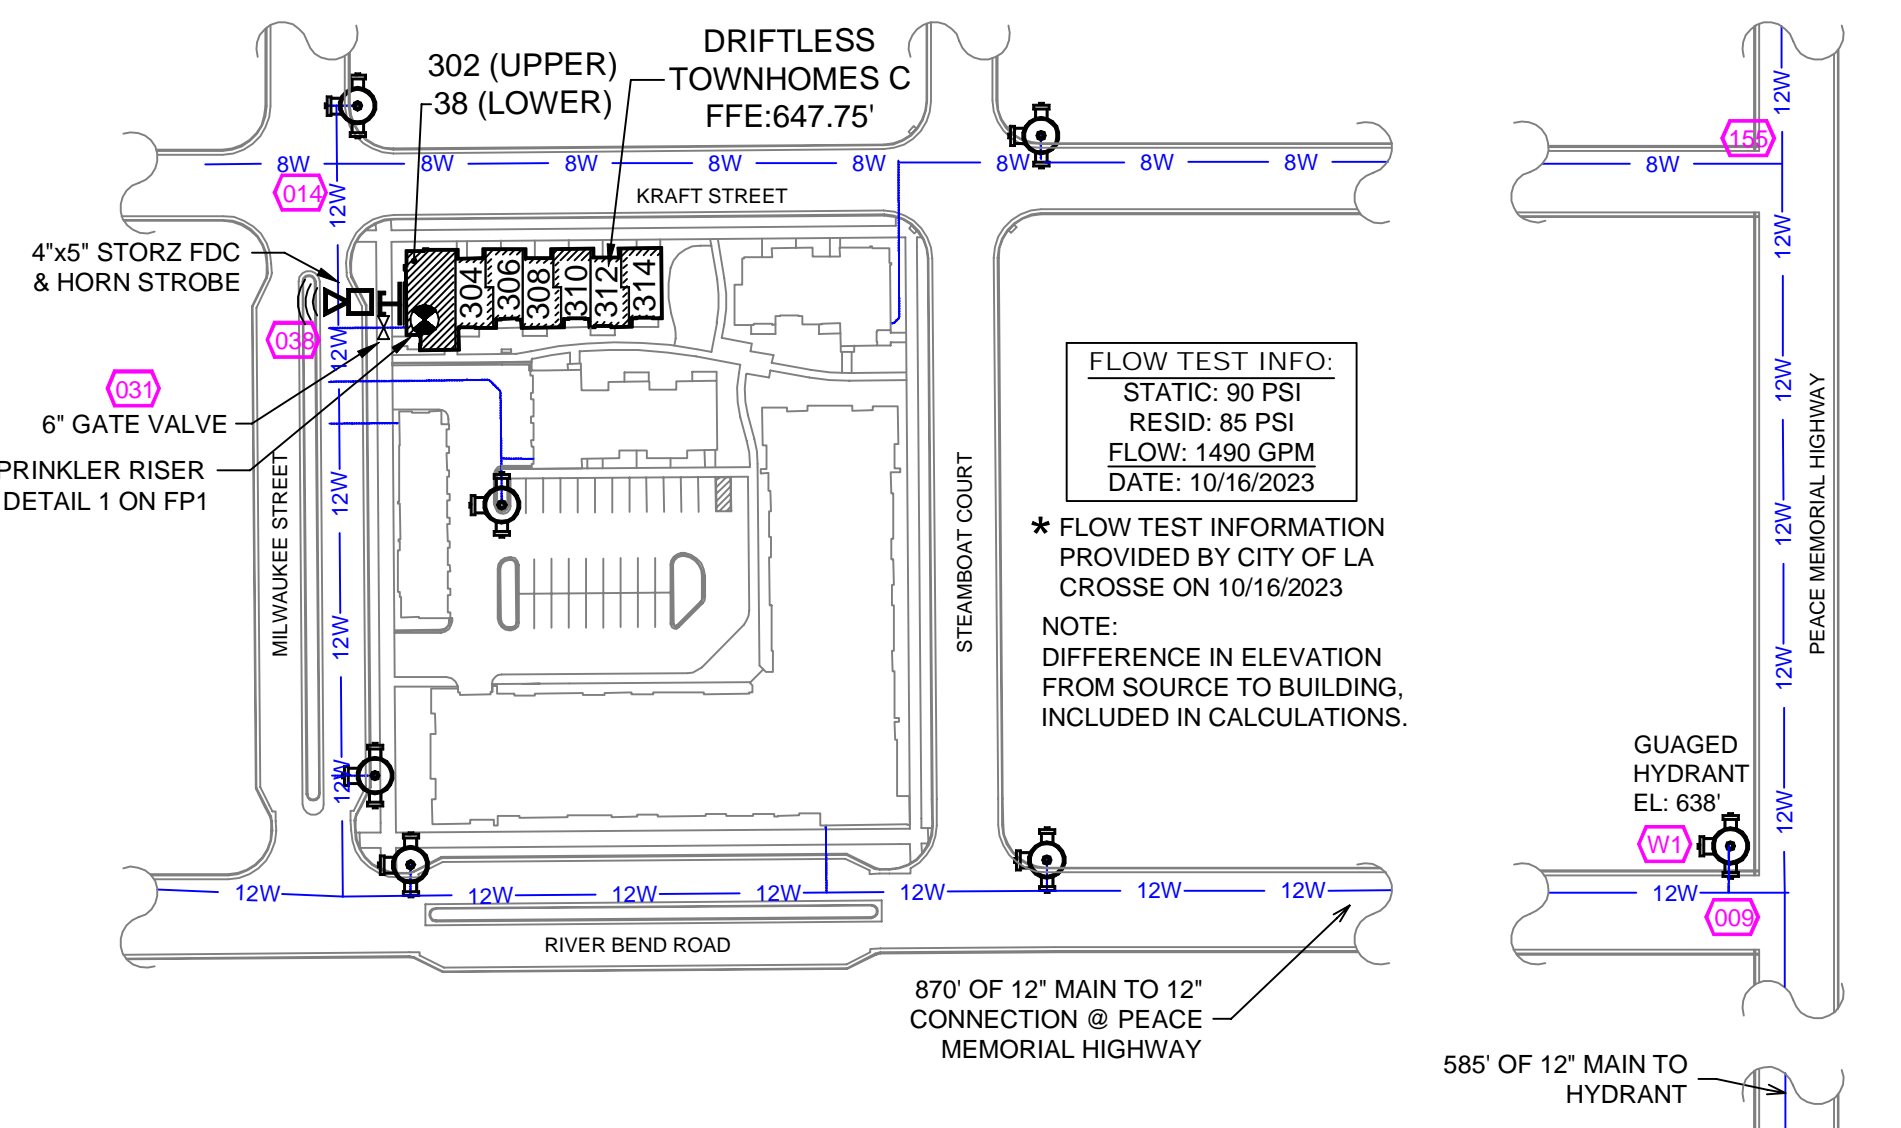 302 (UPPER)
38 (LOWER)
DRIFTLESS
TOWNHOMES C
FFE:647.75'
8W 8W 8W 8W 8W 8W 8W 8W 8W
12W
155
014
12W
KRAFT STREET
12W
4"x5" STORZ FDC
& HORN STROBE
304
306
308
310
312
314
038
12W
031
6" GATE VALVE
PRINKLER RISER
DETAIL 1 ON FP1
MILWAUKEE STREET
12W
12W
12W
STEAMBOAT COURT
FLOW TEST INFO:
STATIC: 90 PSI
RESID: 85 PSI
FLOW: 1490 GPM
DATE: 10/16/2023
* FLOW TEST INFORMATION
PROVIDED BY CITY OF LA
CROSSE ON 10/16/2023
NOTE:
DIFFERENCE IN ELEVATION
FROM SOURCE TO BUILDING,
INCLUDED IN CALCULATIONS.
12W
12W
12W
12W
PEACE MEMORIAL HIGHWAY
GUAGED
HYDRANT
EL: 638'
W1
009
12W 12W 12W 12W 12W 12W 12W 12W
RIVER BEND ROAD
870' OF 12" MAIN TO 12"
CONNECTION @ PEACE
MEMORIAL HIGHWAY
585' OF 12" MAIN TO
HYDRANT